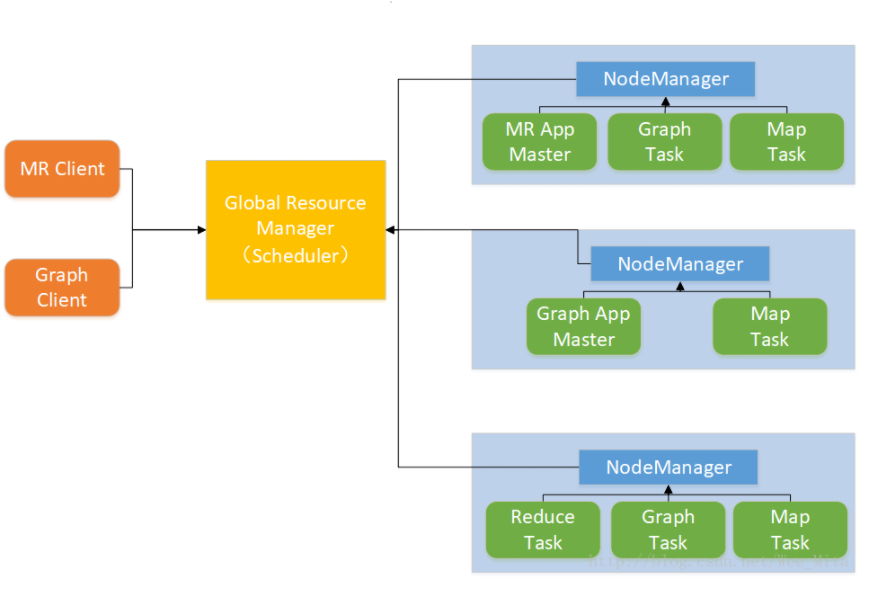 MR Client
Graph
Client
Global Resource
Manager
（Scheduler）
NodeManager
MR App
Master
Graph
Task
Map
Task
NodeManager
Graph App
Master
Map
Task
NodeManager
Reduce
Task
Graph
Task
Map
Task